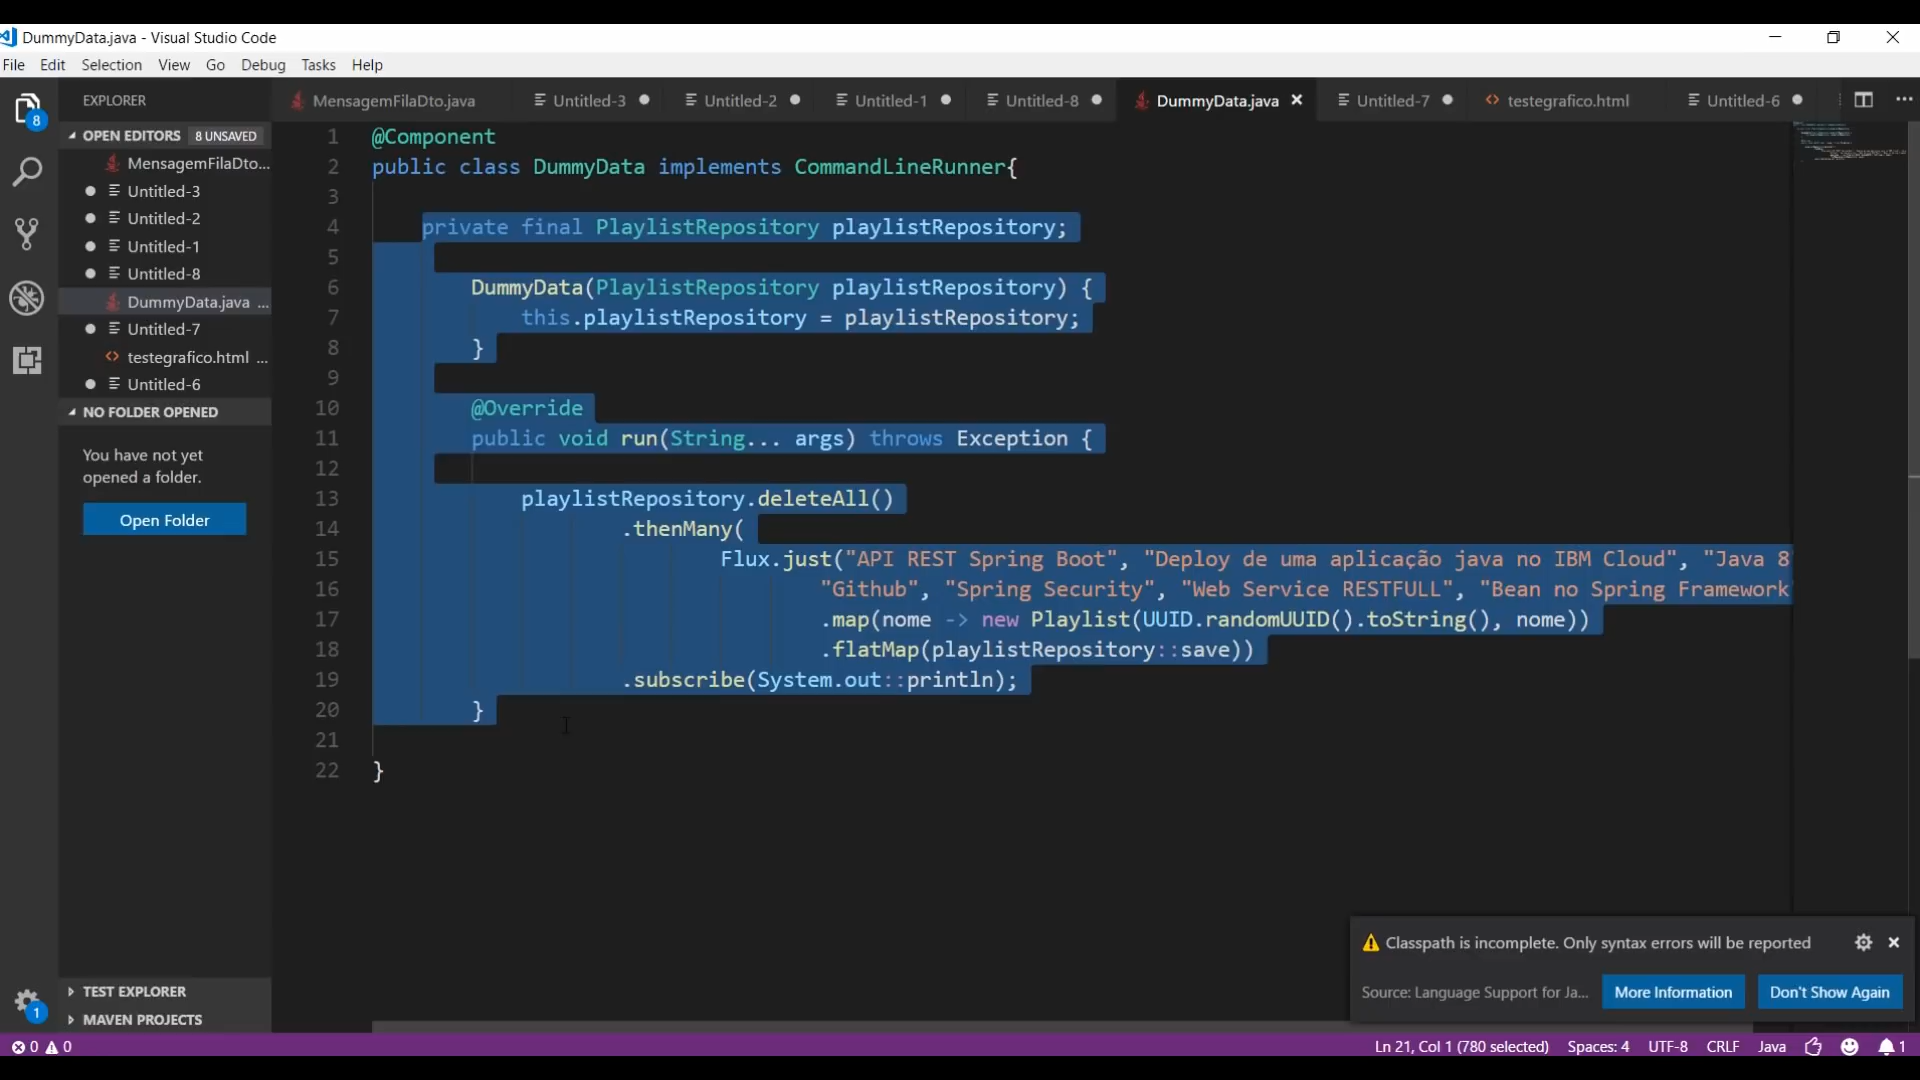 DummyData.java - Visual Studio Code
File Edit Selection View Go Debug Tasks Help
EXPLORER
MensagemFilaDto.java Untitled-3 Untitled-2 Untitled-1 Untitled-8 DummyData.java Untitled-7 testegrafico.html Untitled-6
8
OPEN EDITORS 8 UNSAVED
MensagemFilaDto...
Untitled-3
Untitled-2
Untitled-1
Untitled-8
DummyData.java ...
Untitled-7
testegrafico.html ...
Untitled-6
NO FOLDER OPENED
You have not yet
opened a folder.
Open Folder
TEST EXPLORER
MAVEN PROJECTS
1
1 @Component
2 public class DummyData implements CommandLineRunner{
3
4 private final PlaylistRepository playlistRepository;
5
6 DummyData(PlaylistRepository playlistRepository) {
7 this.playlistRepository = playlistRepository;
8 }
9
10 @Override
11 public void run(String... args) throws Exception {
12
13 playlistRepository.deleteAll()
14 .thenMany(
15 Flux.just("API REST Spring Boot", "Deploy de uma aplicação java no IBM Cloud", "Java 8"
16 "Github", "Spring Security", "Web Service RESTFULL", "Bean no Spring Framework
17 .map(nome -> new Playlist(UUID.randomUUID().toString(), nome))
18 .flatMap(playlistRepository::save))
19 .subscribe(System.out::println);
20 }
21
22 }
Classpath is incomplete. Only syntax errors will be reported
Source: Language Support for Ja... More Information Don't Show Again
0 0 Ln 21, Col 1 (780 selected) Spaces: 4 UTF-8 CRLF Java 1